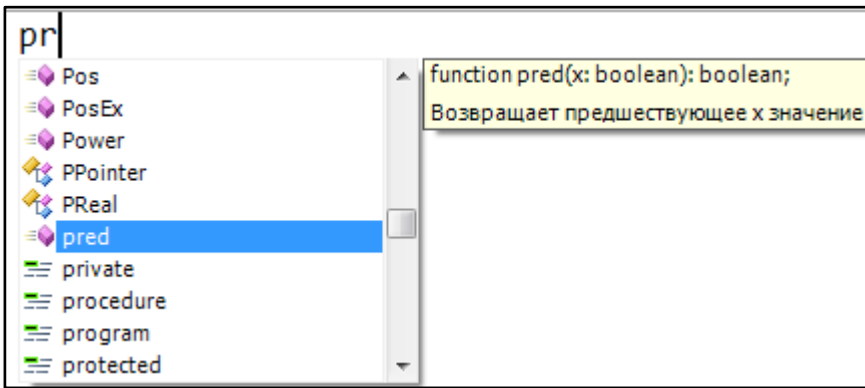 pr
Pos
PosEx
Power
PPointer
PReal
pred
private
procedure
program
protected
function pred(x: boolean): boolean;
Возвращает предшествующее x значение